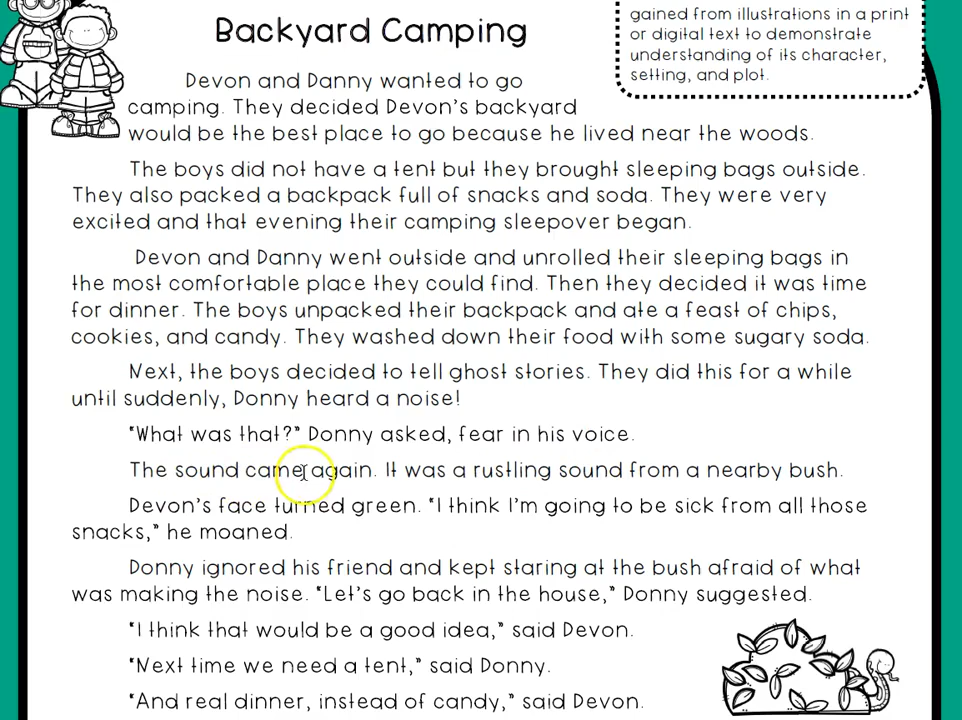 Backyard Camping
gained from illustrations in a print
or digital text to demonstrate
understanding of its character,
setting, and plot.
Devon and Danny wanted to go
camping. They decided Devon's backyard
would be the best place to go because he lived near the woods.
The boys did not have a tent but they brought sleeping bags outside.
They also packed a backpack full of snacks and soda. They were very
excited and that evening their camping sleepover began.
Devon and Danny went outside and unrolled their sleeping bags in
the most comfortable place they could find. Then they decided it was time
for dinner. The boys unpacked their backpack and ate a feast of chips,
cookies, and candy. They washed down their food with some sugary soda.
Next, the boys decided to tell ghost stories. They did this for a while
until suddenly, Donny heard a noise!
"What was that?" Donny asked, fear in his voice.
The sound came again. It was a rustling sound from a nearby bush.
Devon's face turned green. "I think I'm going to be sick from all those
snacks," he moaned.
Donny ignored his friend and kept staring at the bush afraid of what
was making the noise. "Let's go back in the house," Donny suggested.
"I think that would be a good idea," said Devon.
"Next time we need a tent," said Donny.
"And real dinner, instead of candy," said Devon.